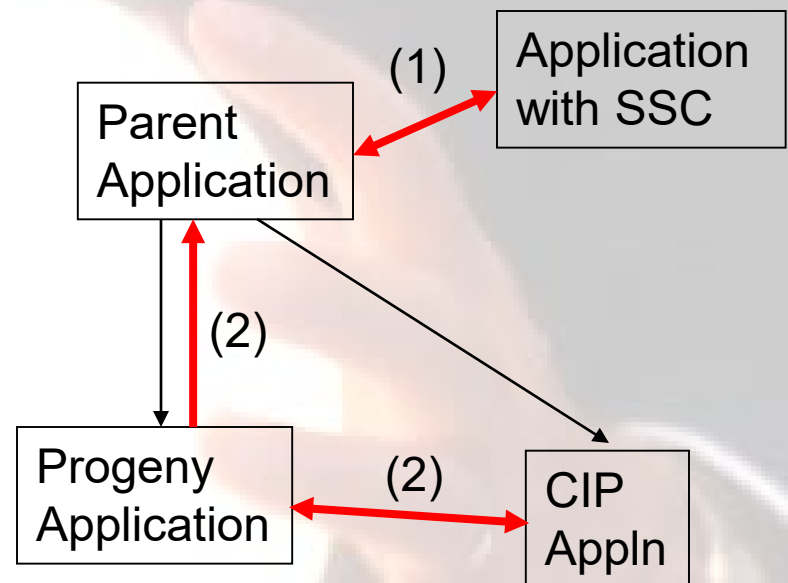 (1)
Application
with SSC
Parent
Application
(2)
Progeny
Application
(2)
CIP
Appln